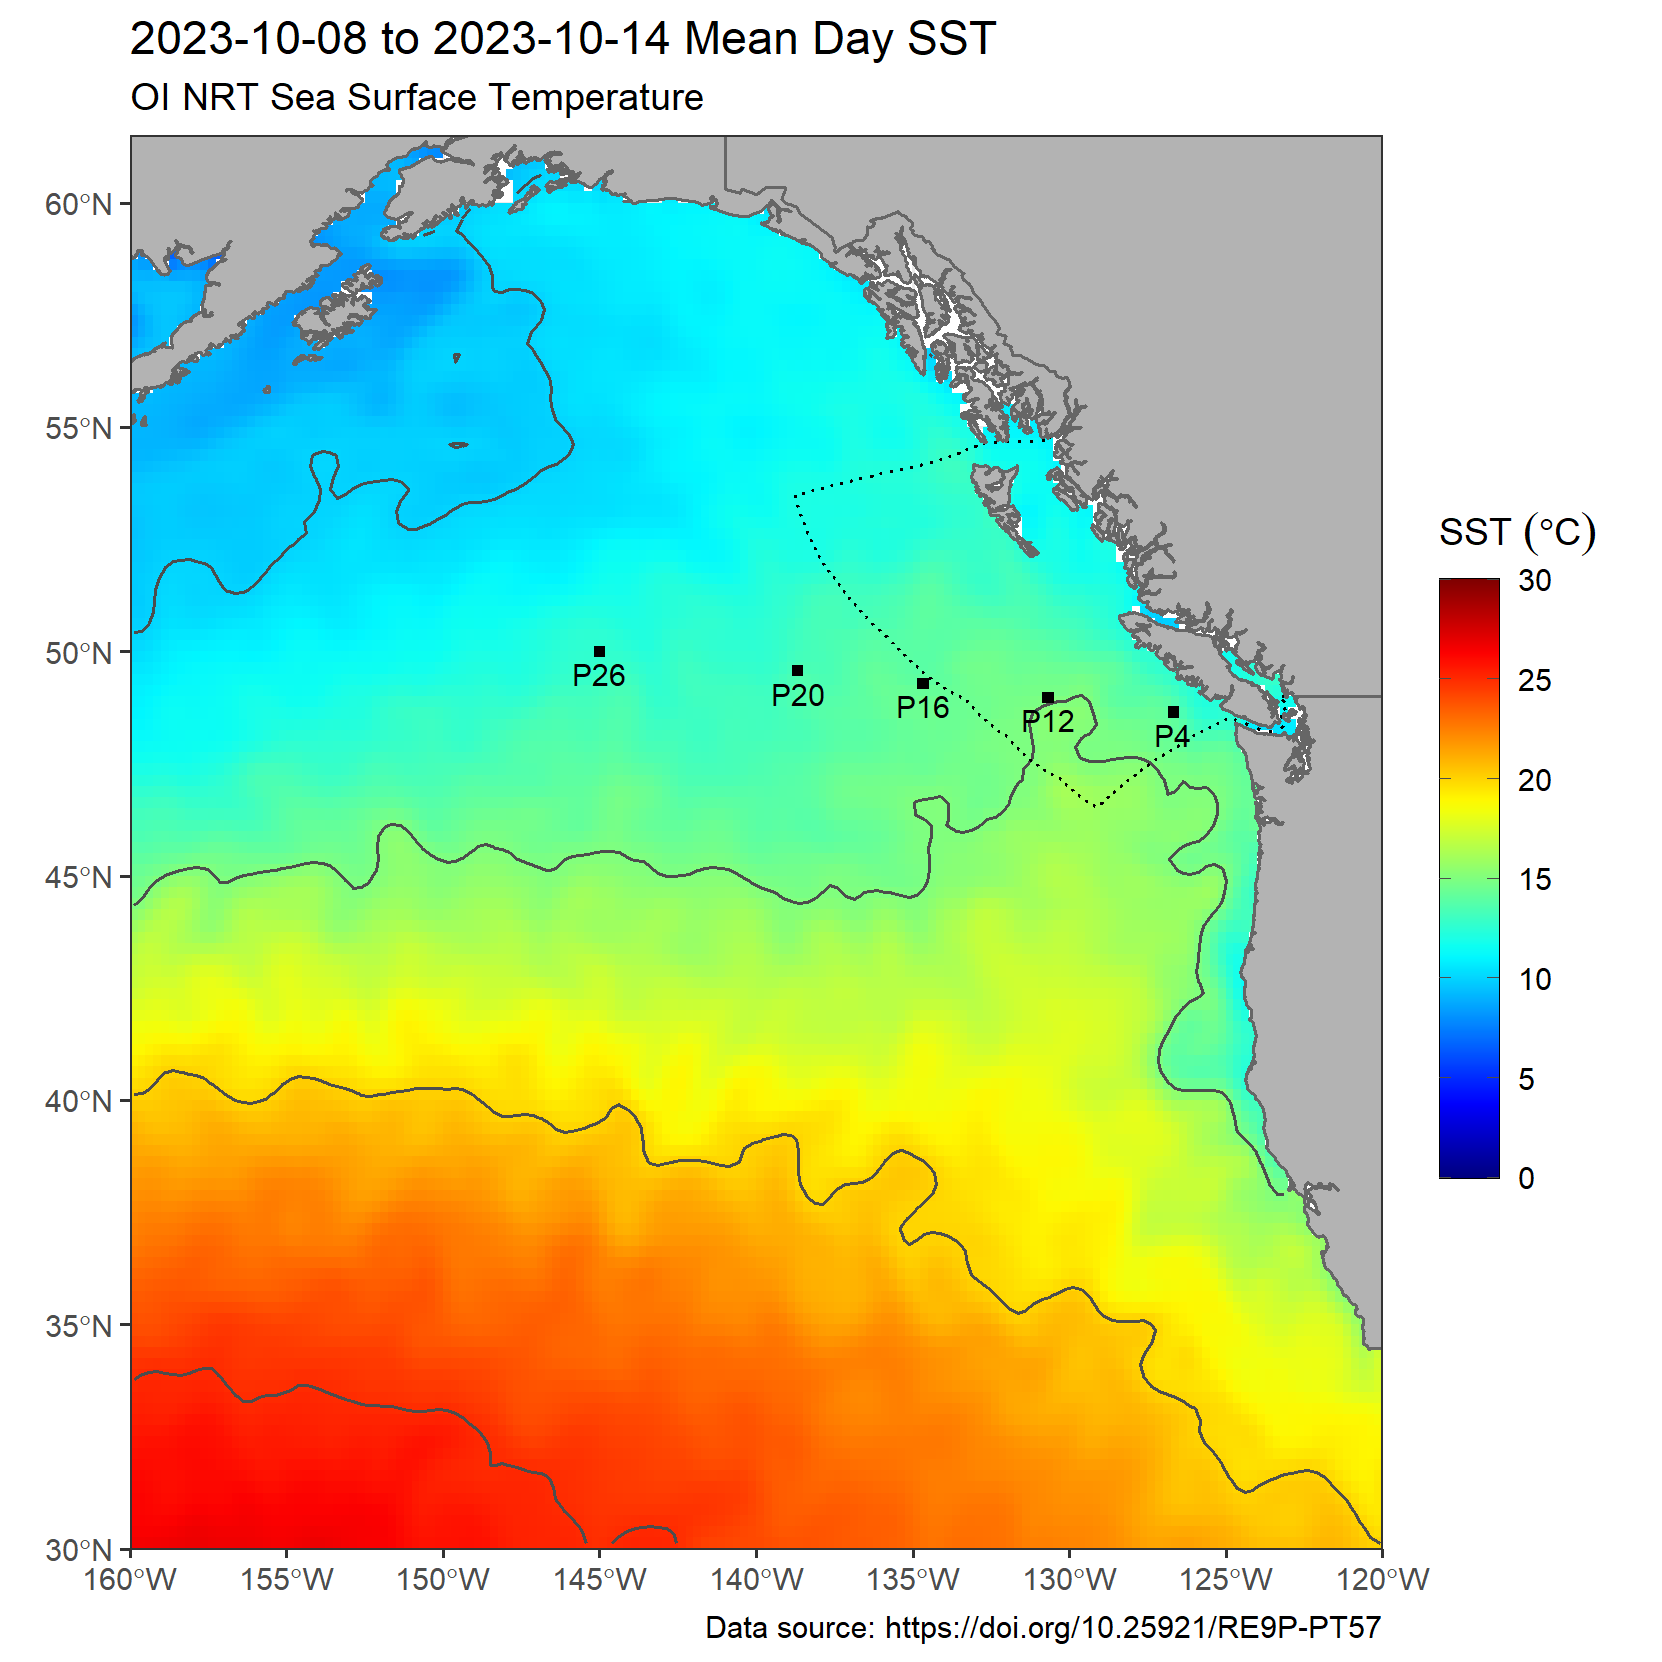 2023-10-08 to 2023-10-14 Mean Day SST
OI NRT Sea Surface Temperature
60°N
55°N
50°N
45°N
40°N
35°N
30°N
P26
P20
P16
P12
P4
160°W
155°W
150°W
145°W
140°W
135°W
130°W
125°W
120°W
SST (°C)
30
25
20
15
10
5
0
Data source: https://doi.org/10.25921/RE9P-PT57